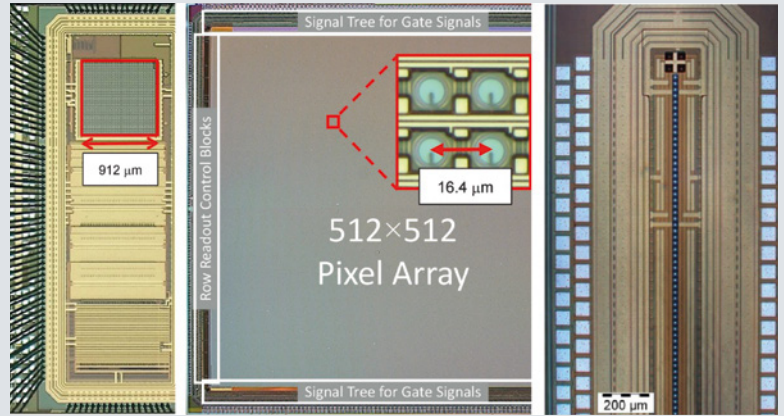 912 μm
Signal Tree for Gate Signals
Row Readout Control Blocks
16.4 μm
512×512
Pixel Array
Signal Tree for Gate Signals
200 μm